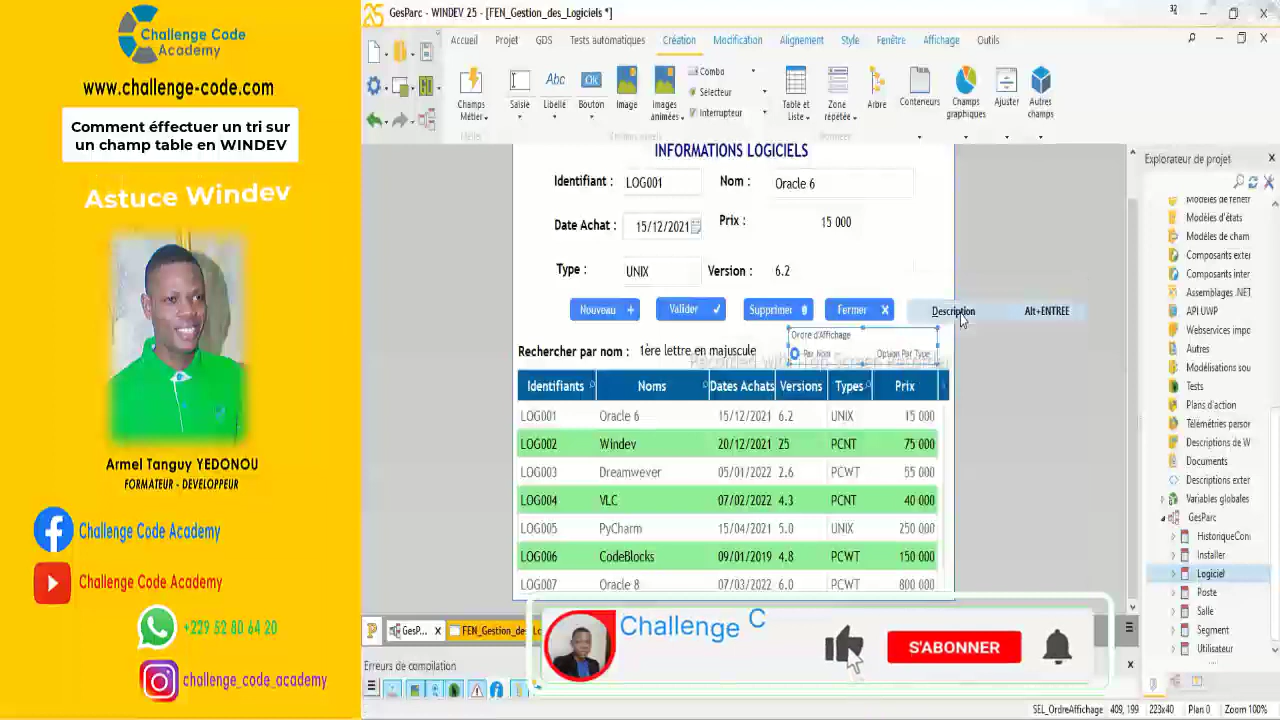 Challenge Code
Academy
www.challenge-code.com
Comment éffectuer un tri sur
un champ table en WINDEV
Astuce Windev
Armel Tanguy YEDONOU
FORMATEUR - DEVELOPPEUR
Challenge Code Academy
Challenge Code Academy
+229 52 80 64 20
challenge_code_academy
GesParc - WINDEV 25 - [FEN_Gestion_des_Logiciels *]
Accueil Projet GDS Tests automatiques Création Modification Alignement Style Fenêtre Affichage Outils
Champs Métier Saisie Libellé Bouton Image Images animées Combo Sélecteur Interrupteur Table et Liste Zone répétée Arbre Conteneurs Champs graphiques Ajuster Autres champs
INFORMATIONS LOGICIELS
Identifiant : LOG001 Nom : Oracle 6
Date Achat : 15/12/2021 Prix : 15 000
Type : UNIX Version : 6.2
Nouveau Valider Supprimer Fermer
Description Alt+ENTREE
Ordre d'Affichage
Par Nom Option Par Type
Rechercher par nom : 1ère lettre en majuscule
Identifiants Noms Dates Achats Versions Types Prix
LOG001 Oracle 6 15/12/2021 6.2 UNIX 15 000
LOG002 Windev 20/12/2021 25 PCNT 75 000
LOG003 Dreamwever 05/01/2022 2.6 PCWT 55 000
LOG004 VLC 07/02/2022 4.3 PCNT 40 000
LOG005 PyCharm 15/04/2021 5.0 UNIX 250 000
LOG006 CodeBlocks 09/01/2019 4.8 PCWT 150 000
LOG007 Oracle 8 07/03/2022 6.0 PCWT 800 000
Explorateur de projet
Modèles d'états
Modèles de cham
Composants exter
Composants inter
Assemblages .NET
API UWP
Webservices impo
Autres
Modélisations sou
Tests
Plans d'action
Télémétries parsor
Descriptions de W
Documents
Descriptions exter
Variables globales
GesParc
HistoriqueCon
Installer
Logiciel
Poste
Salle
Segment
Utilisateur
GesP... FEN_Gestion_des_Lo
Challenge C
S'ABONNER
Erreurs de compilation
SEL_OrdreAffichage 409, 199 223x40 Plan 0 Zoom 100%